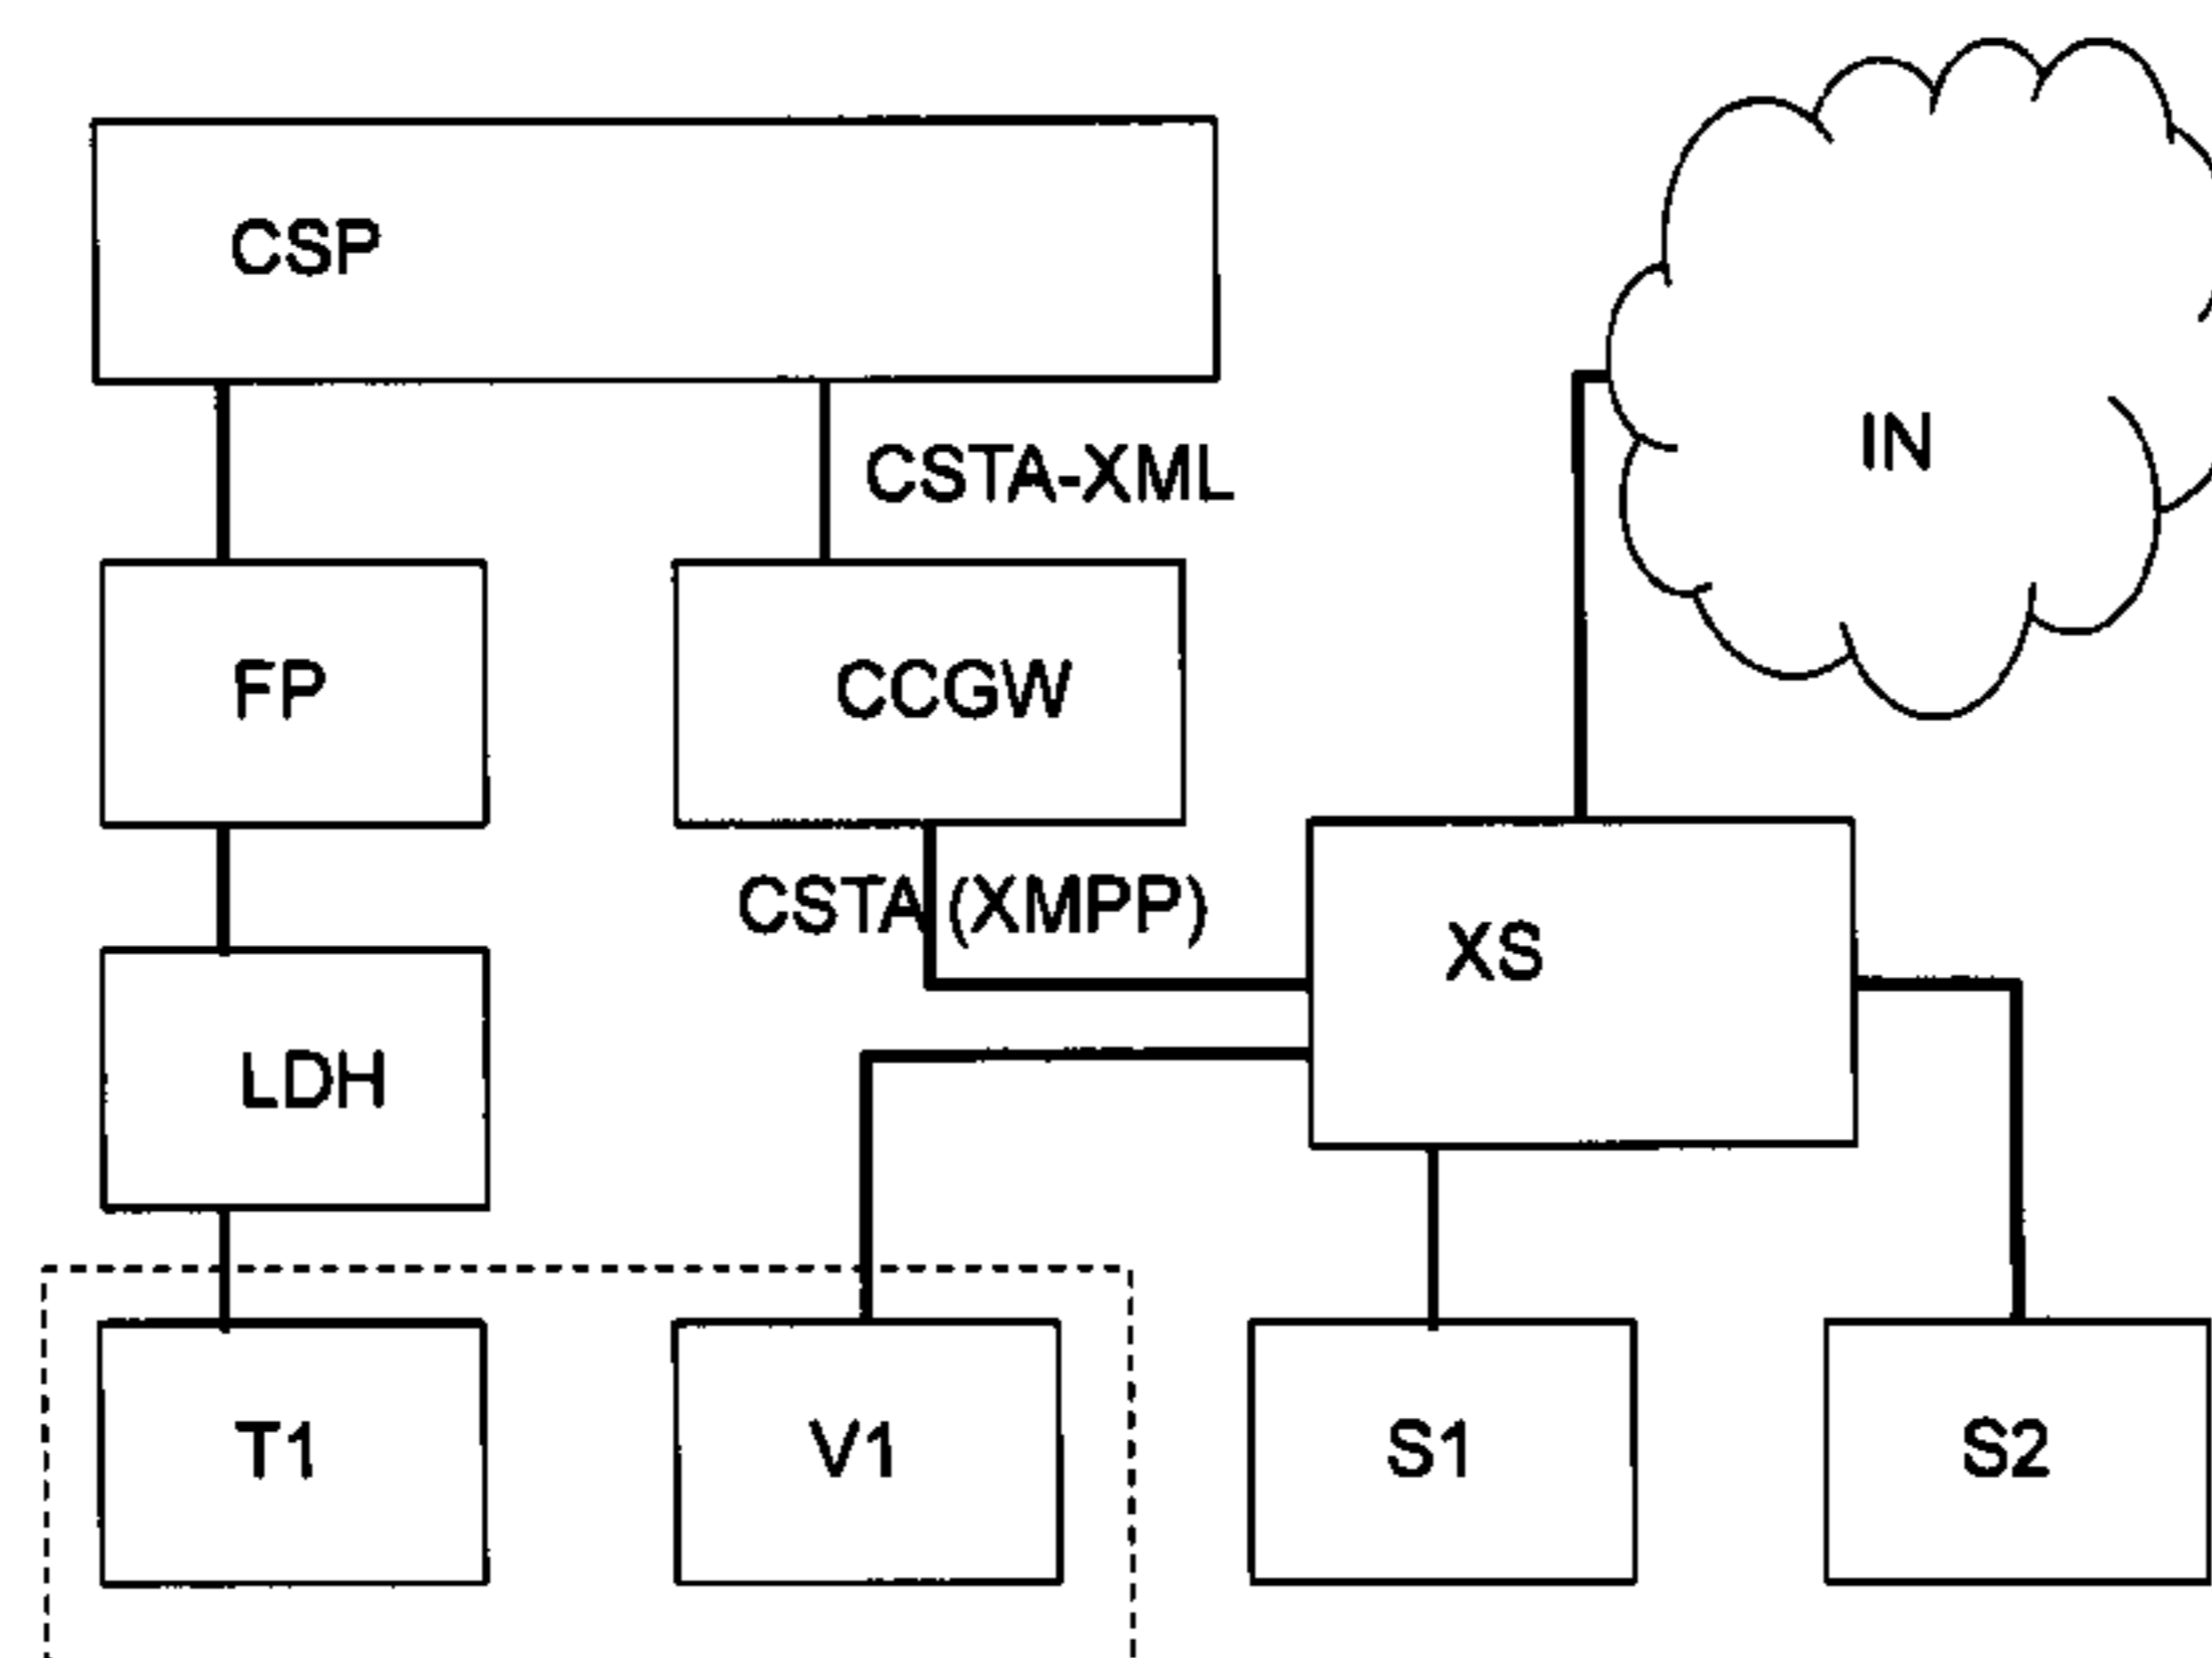 CSP
IN
CSTA-XML
FP
CCGW
CSTA (XMPP)
XS
LDH
T1
V1
S1
S2